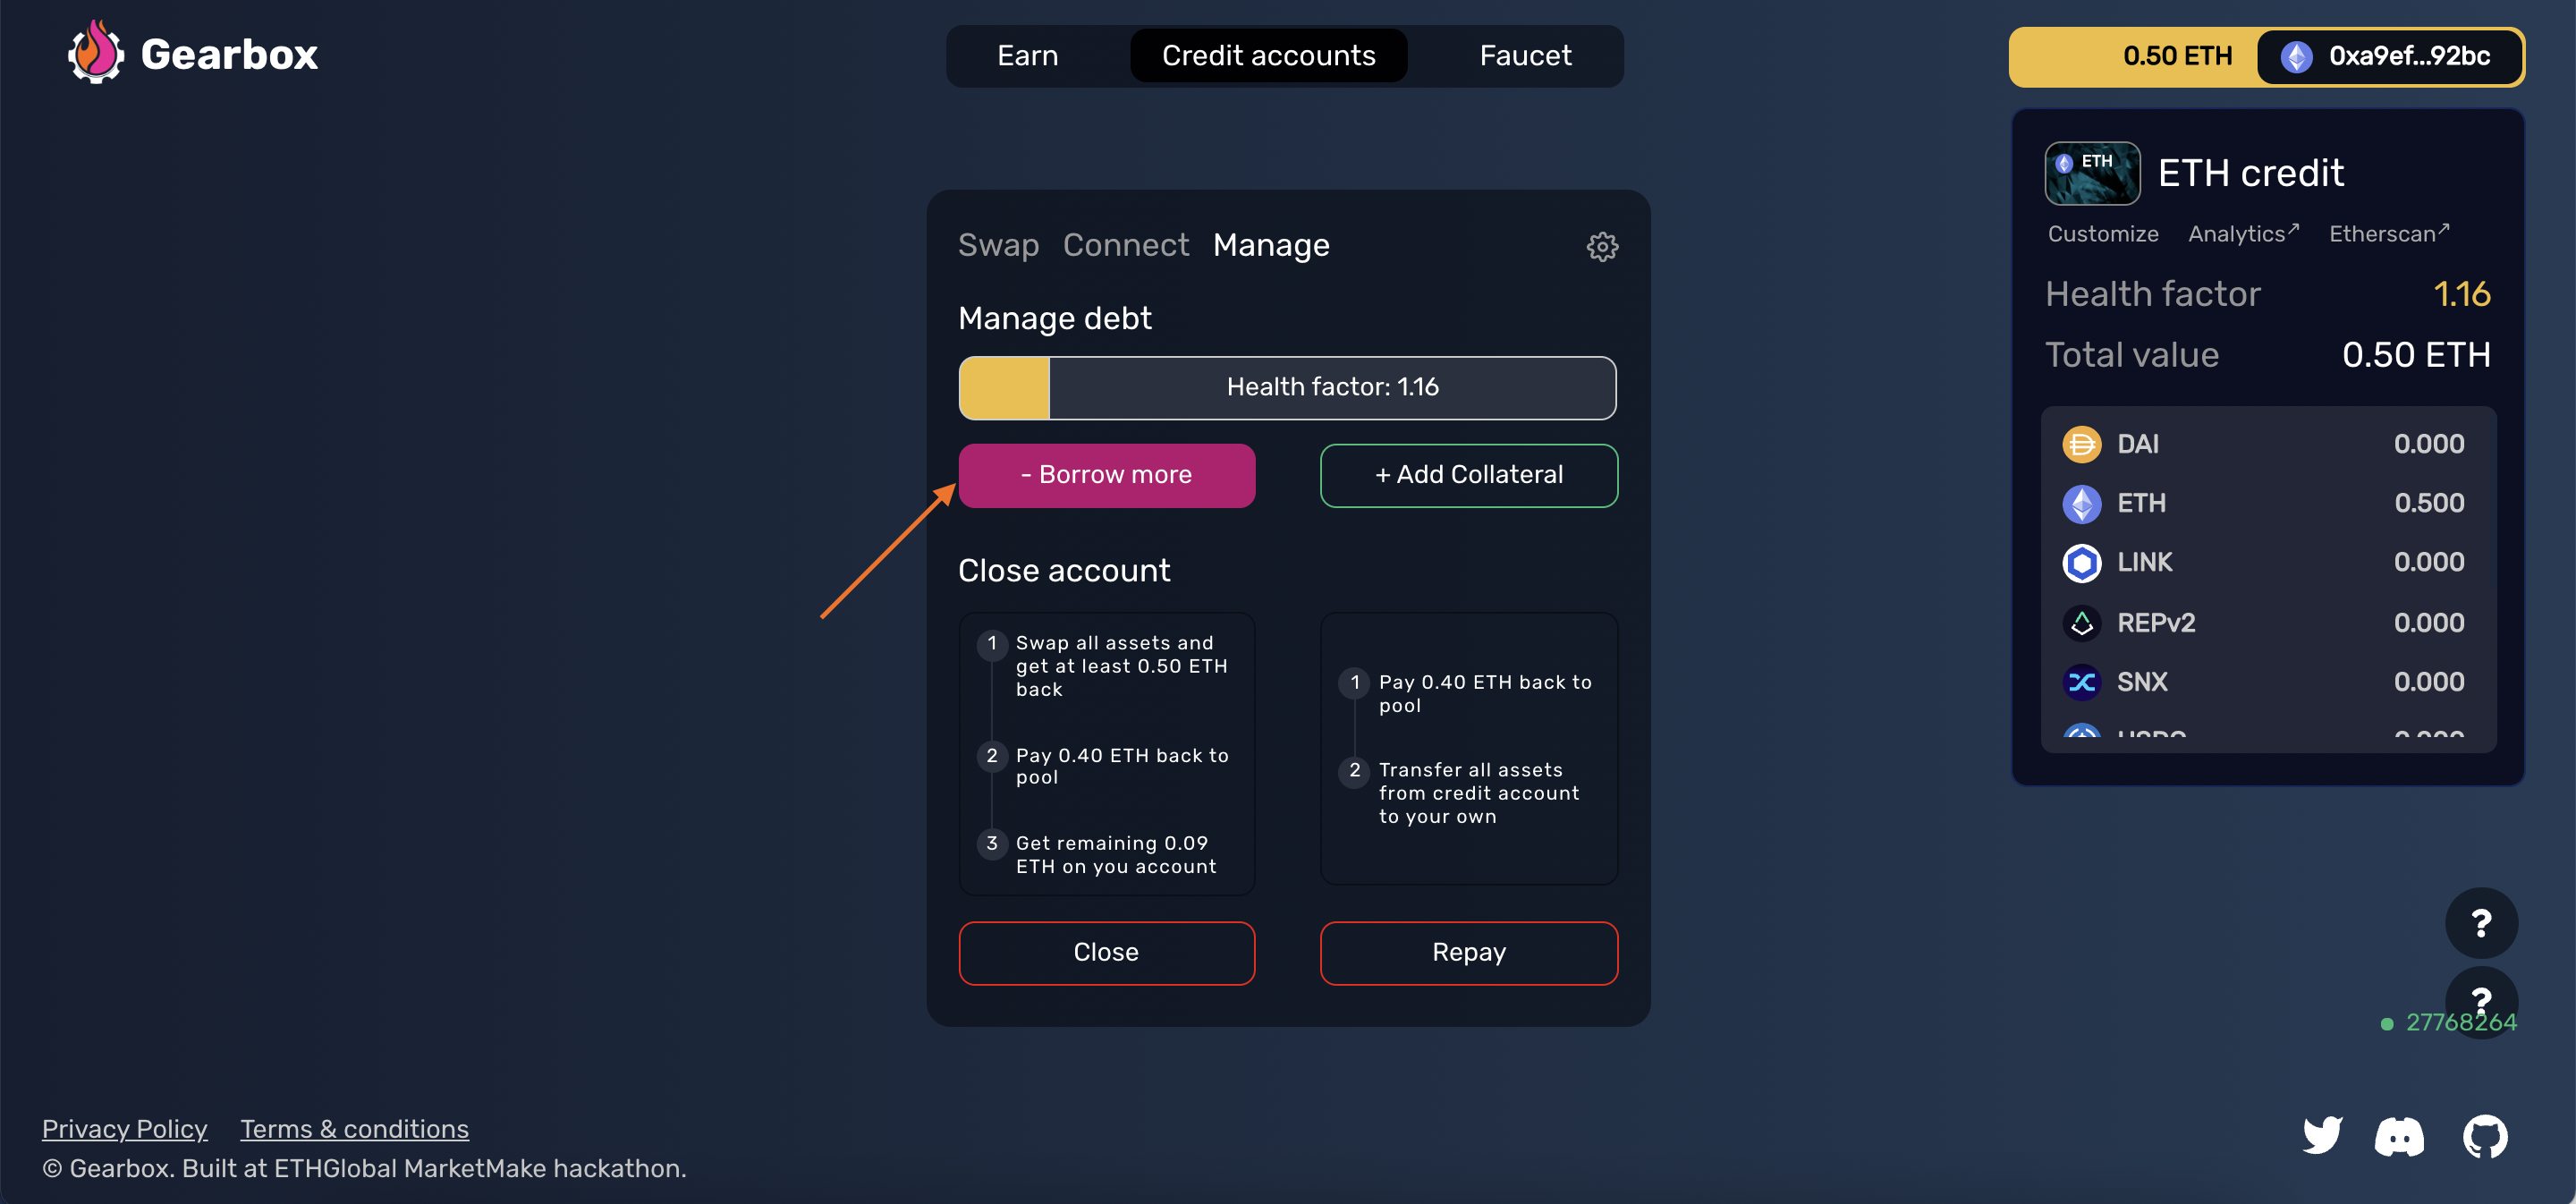 Gearbox
Earn Credit accounts Faucet
0.50 ETH 0xa9ef...92bc
ETH ETH credit
Customize Analytics↗ Etherscan↗
Health factor 1.16
Total value 0.50 ETH
DAI 0.000
ETH 0.500
LINK 0.000
REPv2 0.000
SNX 0.000
Swap Connect Manage
Manage debt
Health factor: 1.16
- Borrow more + Add Collateral
Close account
1 Swap all assets and
get at least 0.50 ETH
back
2 Pay 0.40 ETH back to
pool
3 Get remaining 0.09
ETH on you account
1 Pay 0.40 ETH back to
pool
2 Transfer all assets
from credit account
to your own
Close Repay
?
?
27768264
Privacy Policy Terms & conditions
© Gearbox. Built at ETHGlobal MarketMake hackathon.